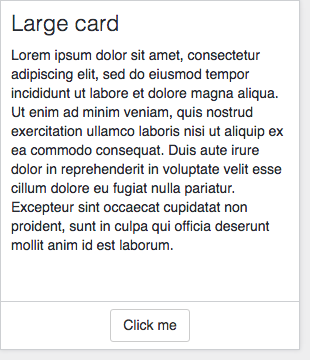 Large card
Lorem ipsum dolor sit amet, consectetur
adipiscing elit, sed do eiusmod tempor
incididunt ut labore et dolore magna aliqua.
Ut enim ad minim veniam, quis nostrud
exercitation ullamco laboris nisi ut aliquip ex
ea commodo consequat. Duis aute irure
dolor in reprehenderit in voluptate velit esse
cillum dolore eu fugiat nulla pariatur.
Excepteur sint occaecat cupidatat non
proident, sunt in culpa qui officia deserunt
mollit anim id est laborum.
Click me